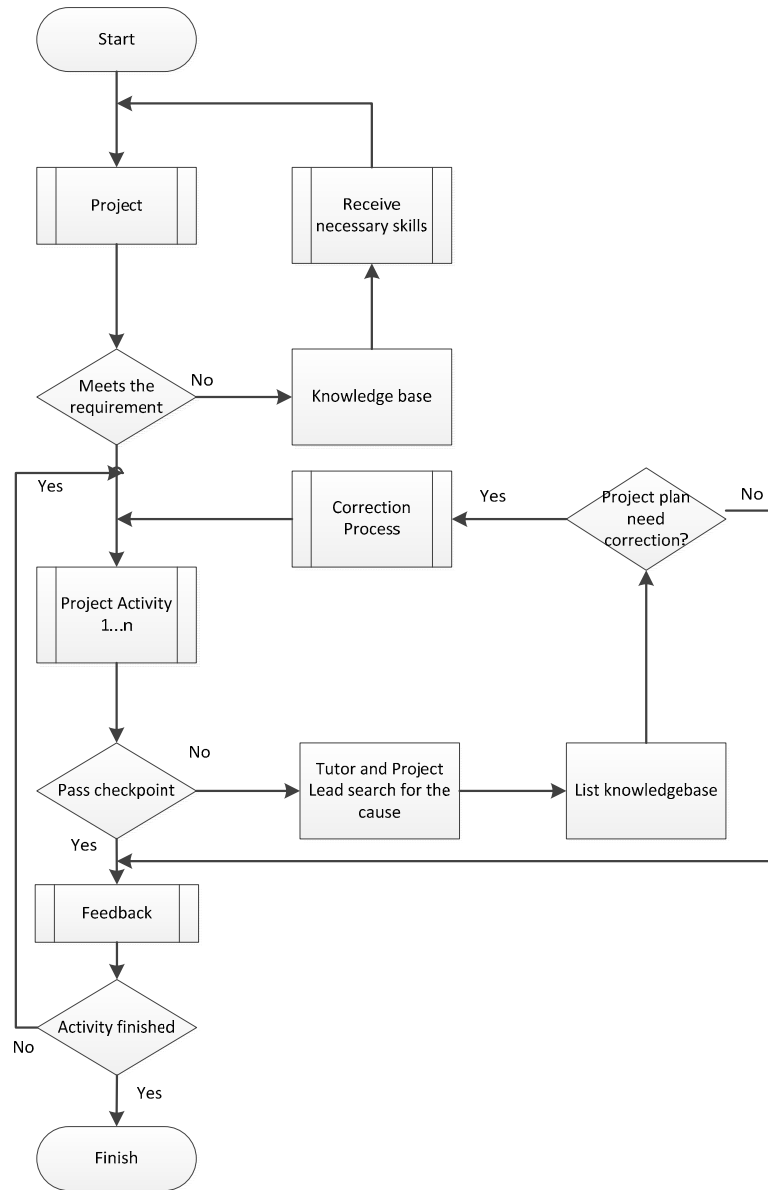 Start
Project
Receive
necessary skills
Meets the
requirement
No
Knowledge base
Yes
Correction
Process
Yes
Project plan
need
correction?
No
Project Activity
1...n
Pass checkpoint
No
Tutor and Project
Lead search for the
cause
List knowledgebase
Yes
Feedback
Activity finished
No
Yes
Finish